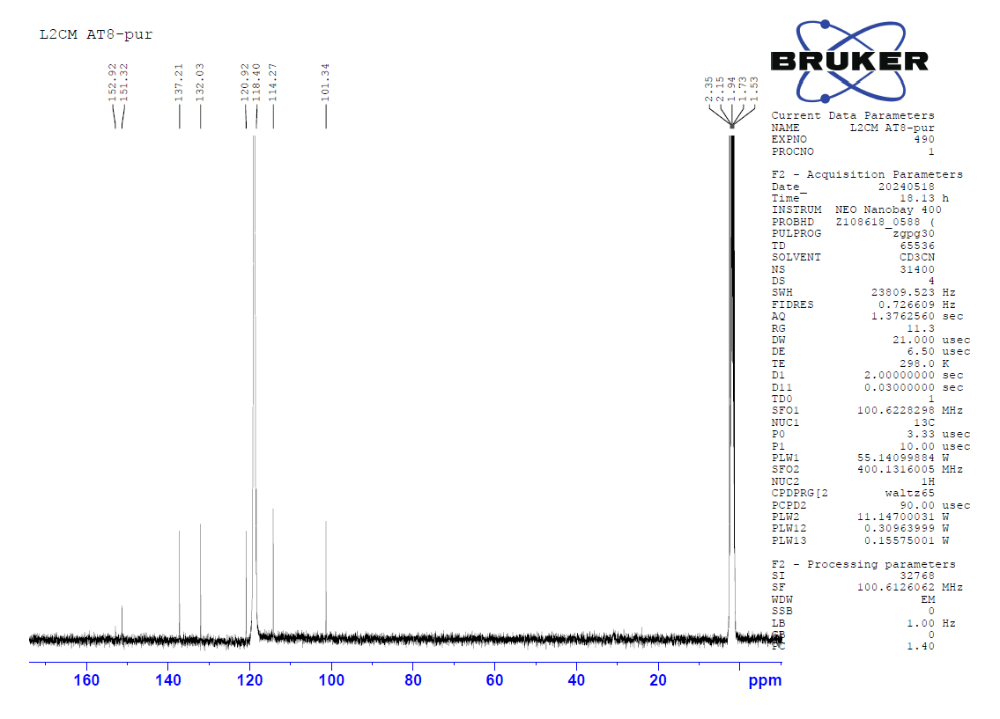 L2CM AT8-pur
152.92
151.32
137.21
132.03
120.92
118.40
114.27
101.34
2.35
2.15
1.94
1.73
1.53
BRUKER
Current Data Parameters
NAME L2CM AT8-pur
EXPNO 490
PROCNO 1
F2 - Acquisition Parameters
Date_ 20240518
Time 18.13 h
INSTRUM NEO Nanobay 400
PROBHD Z108618_0588 (
PULPROG zgpg30
TD 65536
SOLVENT CD3CN
NS 31400
DS 4
SWH 23809.523 Hz
FIDRES 0.726609 Hz
AQ 1.3762560 sec
RG 11.3
DW 21.000 usec
DE 6.50 usec
TE 298.0 K
D1 2.00000000 sec
D11 0.03000000 sec
TD0 1
SFO1 100.6228298 MHz
NUC1 13C
P0 3.33 usec
P1 10.00 usec
PLW1 55.14099884 W
SFO2 400.1316005 MHz
NUC2 1H
CPDPRG[2 waltz65
PCPD2 90.00 usec
PLW2 11.14700031 W
PLW12 0.30963999 W
PLW13 0.15575001 W
F2 - Processing parameters
SI 32768
SF 100.6126062 MHz
WDW EM
SSB 0
LB 1.00 Hz
GB 0
PC 1.40
160 140 120 100 80 60 40 20 ppm